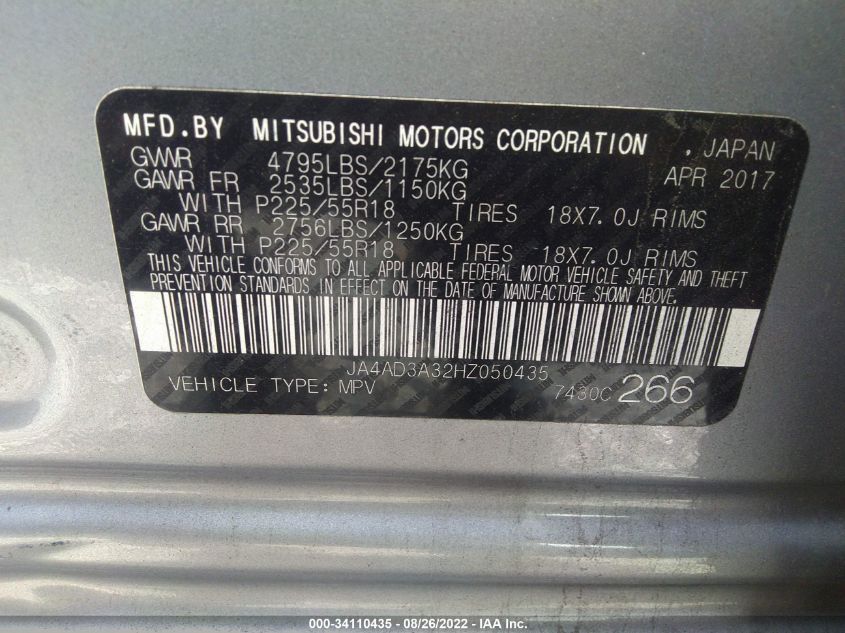 MFD.BY MITSUBISHI MOTORS CORPORATION , JAPAN
GVWR 4795LBS/2175KG APR 2017
GAWR FR 2535LBS/1150KG
WITH P225/55R18 TIRES 18X7.0J RIMS
GAWR RR 2756LBS/1250KG
WITH P225/55R18 TIRES 18X7.0J RIMS
THIS VEHICLE CONFORMS TO ALL APPLICABLE FEDERAL MOTOR VEHICLE SAFETY AND THEFT
PREVENTION STANDARDS IN EFFECT ON THE DATE OF MANUFACTURE SHOWN ABOVE.
JA4AD3A32HZ050435
VEHICLE TYPE: MPV 7430C 266
000-34110435 - 08/26/2022 - IAA Inc.